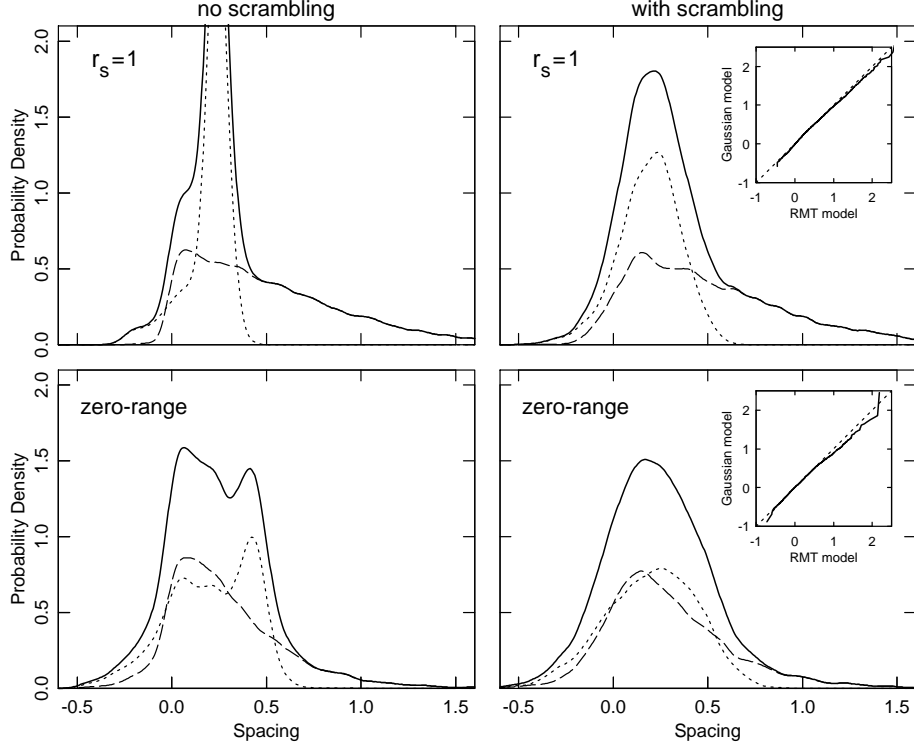 no scrambling
with scrambling
Probability Density
0.0 0.5 1.0 1.5 2.0
r_s=1
r_s=1
Gaussian model
-1 0 1 2
-1 0 1 2
RMT model
Probability Density
0.0 0.5 1.0 1.5 2.0
zero-range
-0.5 0.0 0.5 1.0 1.5
Spacing
zero-range
Gaussian model
-1 0 1 2
-1 0 1 2
RMT model
-0.5 0.0 0.5 1.0 1.5
Spacing